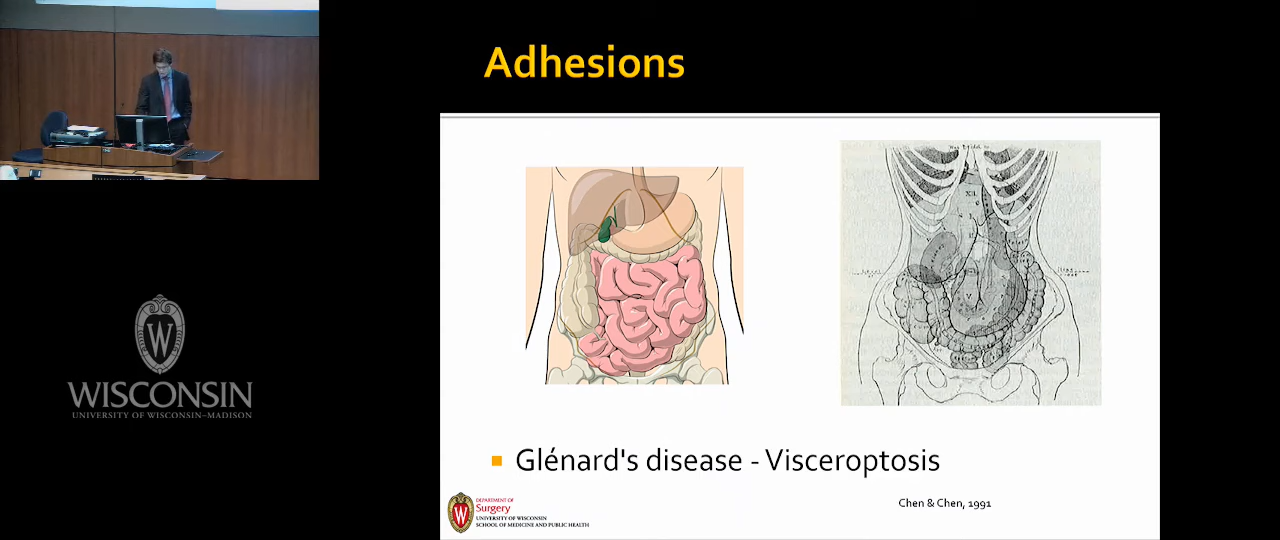 Adhesions
Glénard's disease - Visceroptosis
Chen & Chen, 1991
DEPARTMENT OF
Surgery
UNIVERSITY OF WISCONSIN
SCHOOL OF MEDICINE AND PUBLIC HEALTH
W
WISCONSIN
UNIVERSITY OF WISCONSIN–MADISON